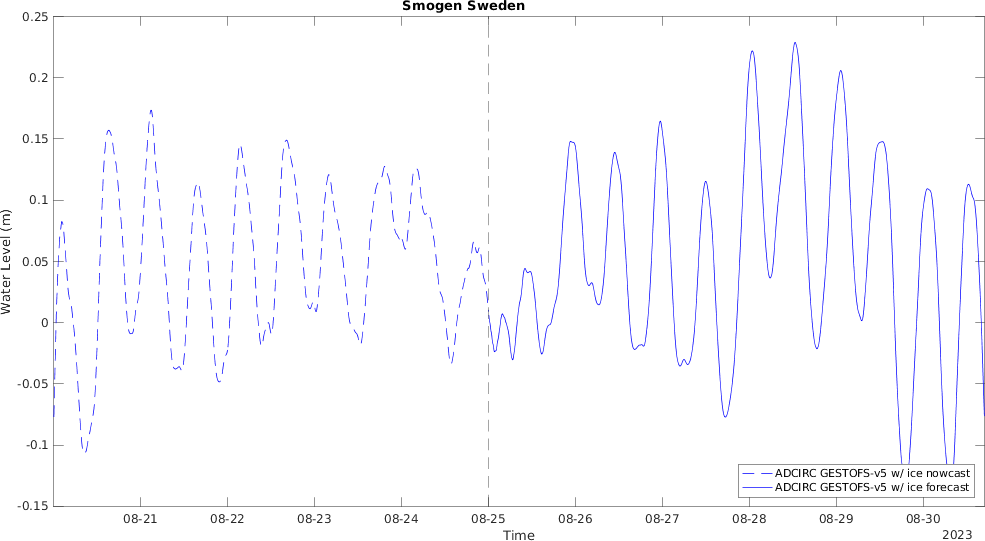 Smogen Sweden
0.25
0.2
0.15
0.1
0.05
0
-0.05
-0.1
-0.15
Water Level (m)
ADCIRC GESTOFS-v5 w/ ice nowcast
ADCIRC GESTOFS-v5 w/ ice forecast
08-21 08-22 08-23 08-24 08-25 08-26 08-27 08-28 08-29 08-30
Time
2023